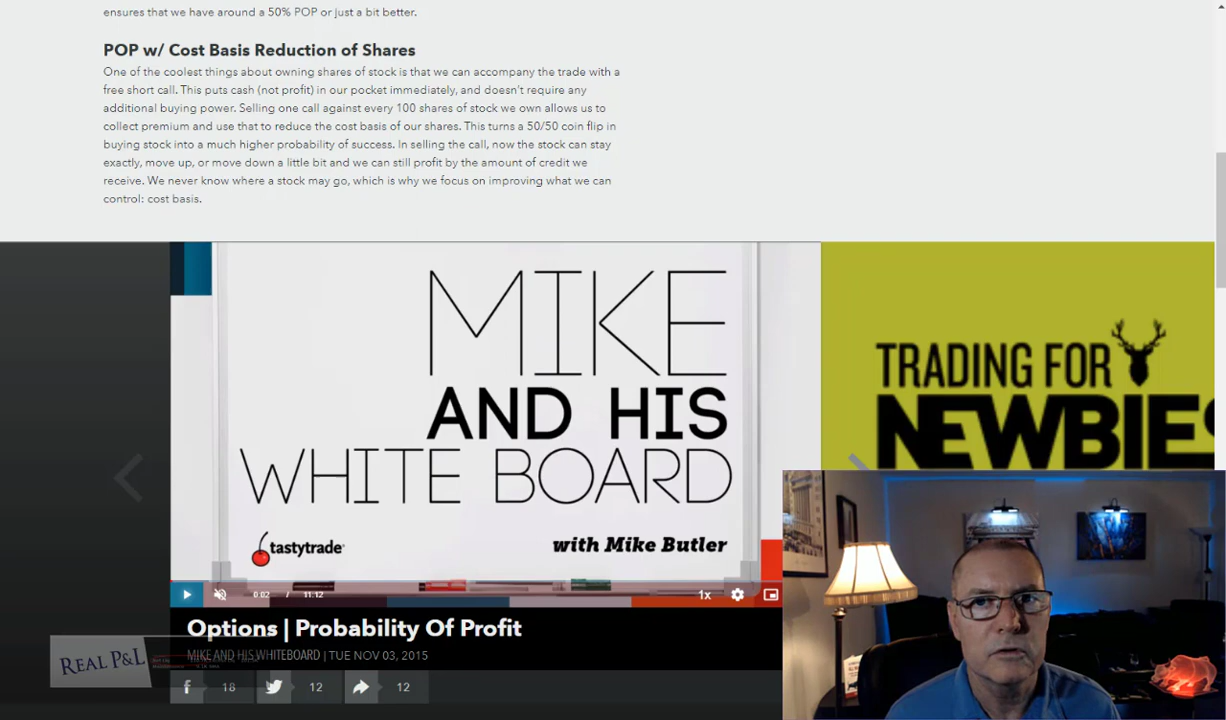 ensures that we have around a 50% POP or just a bit better.
POP w/ Cost Basis Reduction of Shares
One of the coolest things about owning shares of stock is that we can accompany the trade with a
free short call. This puts cash (not profit) in our pocket immediately, and doesn't require any
additional buying power. Selling one call against every 100 shares of stock we own allows us to
collect premium and use that to reduce the cost basis of our shares. This turns a 50/50 coin flip in
buying stock into a much higher probability of success. In selling the call, now the stock can stay
exactly, move up, or move down a little bit and we can still profit by the amount of credit we
receive. We never know where a stock may go, which is why we focus on improving what we can
control: cost basis.
MIKE
AND HIS
WHITE BOARD
tastytrade
with Mike Butler
TRADING FOR
NEWBIES
0:02 / 11:12
1x
Options | Probability Of Profit
MIKE AND HIS WHITEBOARD | TUE NOV 03, 2015
REAL P&L
18
12
12